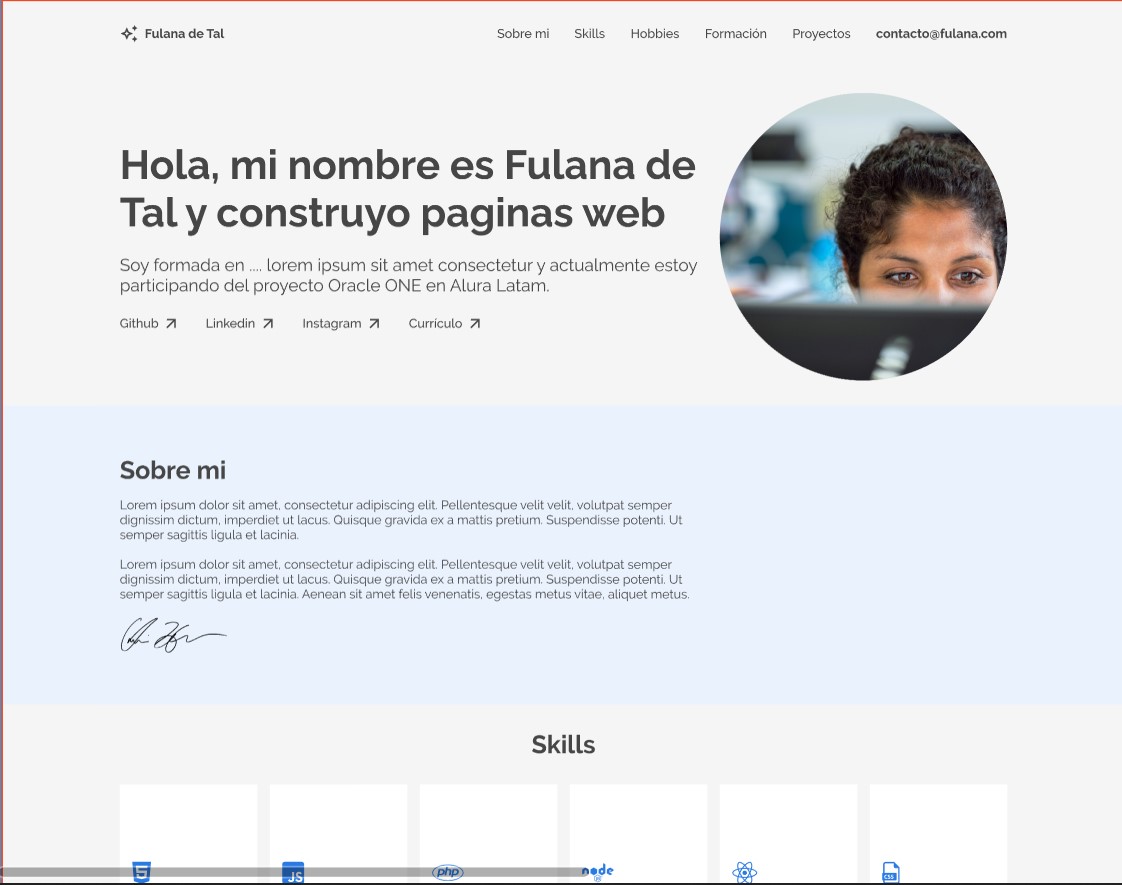 Fulana de Tal
Sobre mi Skills Hobbies Formación Proyectos contacto@fulana.com
Hola, mi nombre es Fulana de
Tal y construyo paginas web
Soy formada en .... lorem ipsum sit amet consectetur y actualmente estoy
participando del proyecto Oracle ONE en Alura Latam.
Github Linkedin Instagram Currículo
Sobre mi
Lorem ipsum dolor sit amet, consectetur adipiscing elit. Pellentesque velit velit, volutpat semper
dignissim dictum, imperdiet ut lacus. Quisque gravida ex a mattis pretium. Suspendisse potenti. Ut
semper sagittis ligula et lacinia.
Lorem ipsum dolor sit amet, consectetur adipiscing elit. Pellentesque velit velit, volutpat semper
dignissim dictum, imperdiet ut lacus. Quisque gravida ex a mattis pretium. Suspendisse potenti. Ut
semper sagittis ligula et lacinia. Aenean sit amet felis venenatis, egestas metus vitae, aliquet metus.
Skills
5 JS php node JS CSS